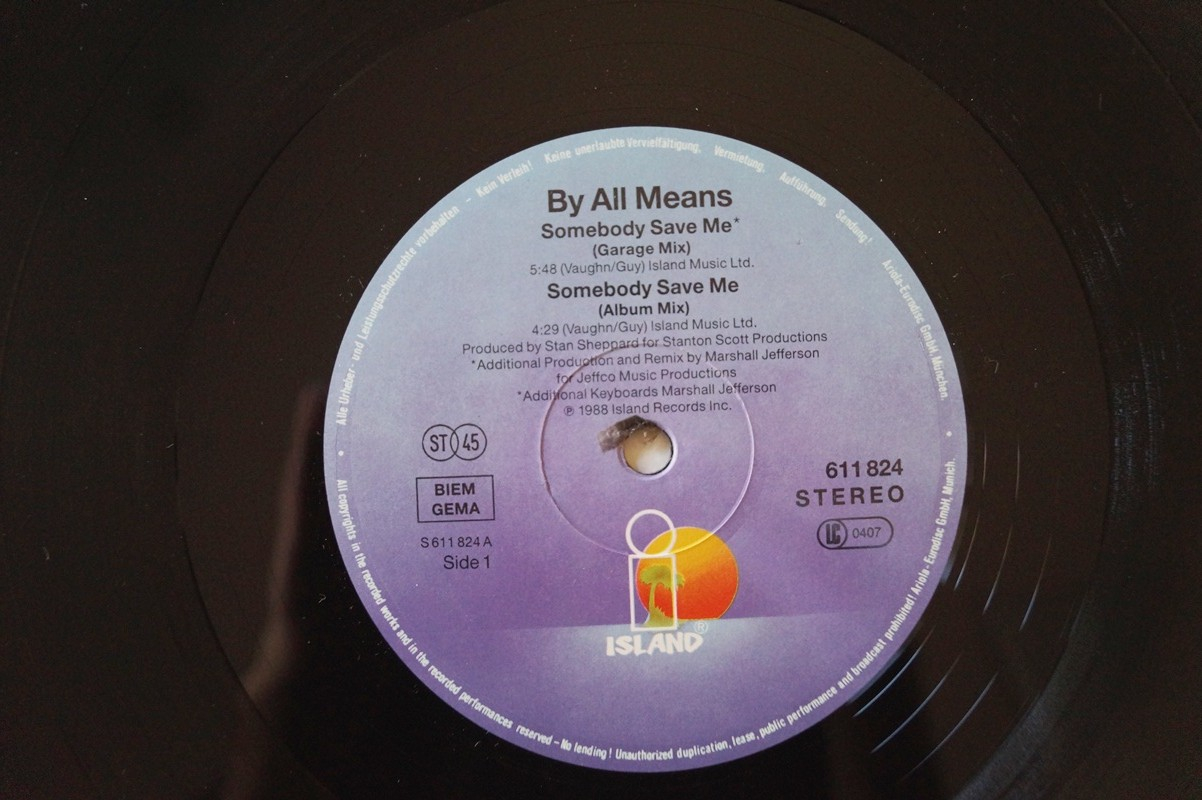 By All Means
Somebody Save Me*
(Garage Mix)
5:48 (Vaughn/Guy) Island Music Ltd.
Somebody Save Me
(Album Mix)
4:29 (Vaughn/Guy) Island Music Ltd.
Produced by Stan Sheppard for Stanton Scott Productions
*Additional Production and Remix by Marshall Jefferson
for Jeffco Music Productions
*Additional Keyboards Marshall Jefferson
℗ 1988 Island Records Inc.
ST 45
BIEM
GEMA
S 611 824 A
Side 1
611 824
STEREO
LC 0407
ISLAND®
Alle Urheber- und Leistungsschutzrechte vorbehalten – Kein Verleih! Keine unerlaubte Vervielfältigung, Vermietung, Aufführung, Sendung! Ariola-Eurodisc GmbH, München.
All copyrights in the recorded works and in the recorded performances reserved – No lending! Unauthorized duplication, lease, public performance and broadcast prohibited! Ariola-Eurodisc GmbH, Munich.